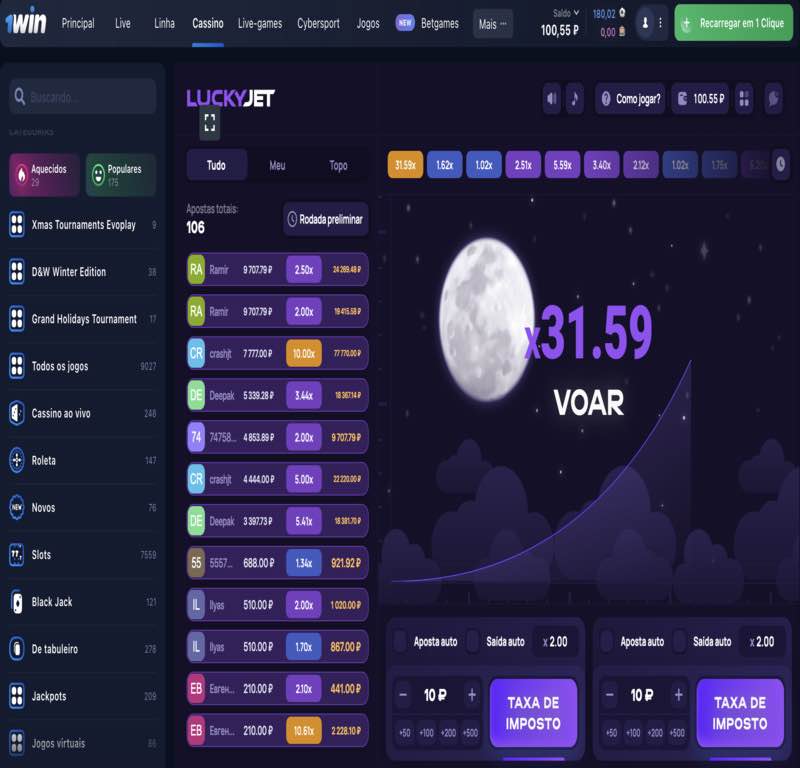 1win
Principal
Live
Linha
Cassino
Live-games
Cybersport
Jogos
NEW
Betgames
Mais ···
Saldo
100,55 ₽
180,02
0,00
Recarregar em 1 Clique
Buscando...
CATEGORIAS
Aquecidos
29
Populares
175
Xmas Tournaments Evoplay 9
D&W Winter Edition 38
Grand Holidays Tournament 17
Todos os jogos 9027
Cassino ao vivo 248
Roleta 147
NEW Novos 76
Slots 7559
Black Jack 121
De tabuleiro 278
Jackpots 209
Jogos virtuais 86
LUCKYJET
? Como jogar?
100.55 ₽
Tudo
Meu
Topo
31.59x
1.62x
1.02x
2.51x
5.59x
3.40x
2.12x
1.02x
1.75x
Apostas totais:
106
Rodada preliminar
RA Ramir 9 707.79 ₽ 2.50x 24 269.48 ₽
RA Ramir 9 707.79 ₽ 2.00x 19 415.58 ₽
CR crashjt 7 777.00 ₽ 10.00x 77 770.00 ₽
DE Deepak 5 339.28 ₽ 3.44x 18 367.14 ₽
74 74758... 4 853.89 ₽ 2.00x 9 707.79 ₽
CR crashjt 4 444.00 ₽ 5.00x 22 220.00 ₽
DE Deepak 3 397.73 ₽ 5.41x 18 381.70 ₽
55 5557... 688.00 ₽ 1.34x 921.92 ₽
IL Ilyas 510.00 ₽ 2.00x 1 020.00 ₽
IL Ilyas 510.00 ₽ 1.70x 867.00 ₽
ЕВ Евген... 210.00 ₽ 2.10x 441.00 ₽
ЕВ Евген... 210.00 ₽ 10.61x 2 228.10 ₽
x31.59
VOAR
Aposta auto
Saída auto
x 2.00
− 10 ₽ +
+50 +100 +200 +500
TAXA DE
IMPOSTO
Aposta auto
Saída auto
x 2.00
− 10 ₽ +
+50 +100 +200 +500
TAXA DE
IMPOSTO